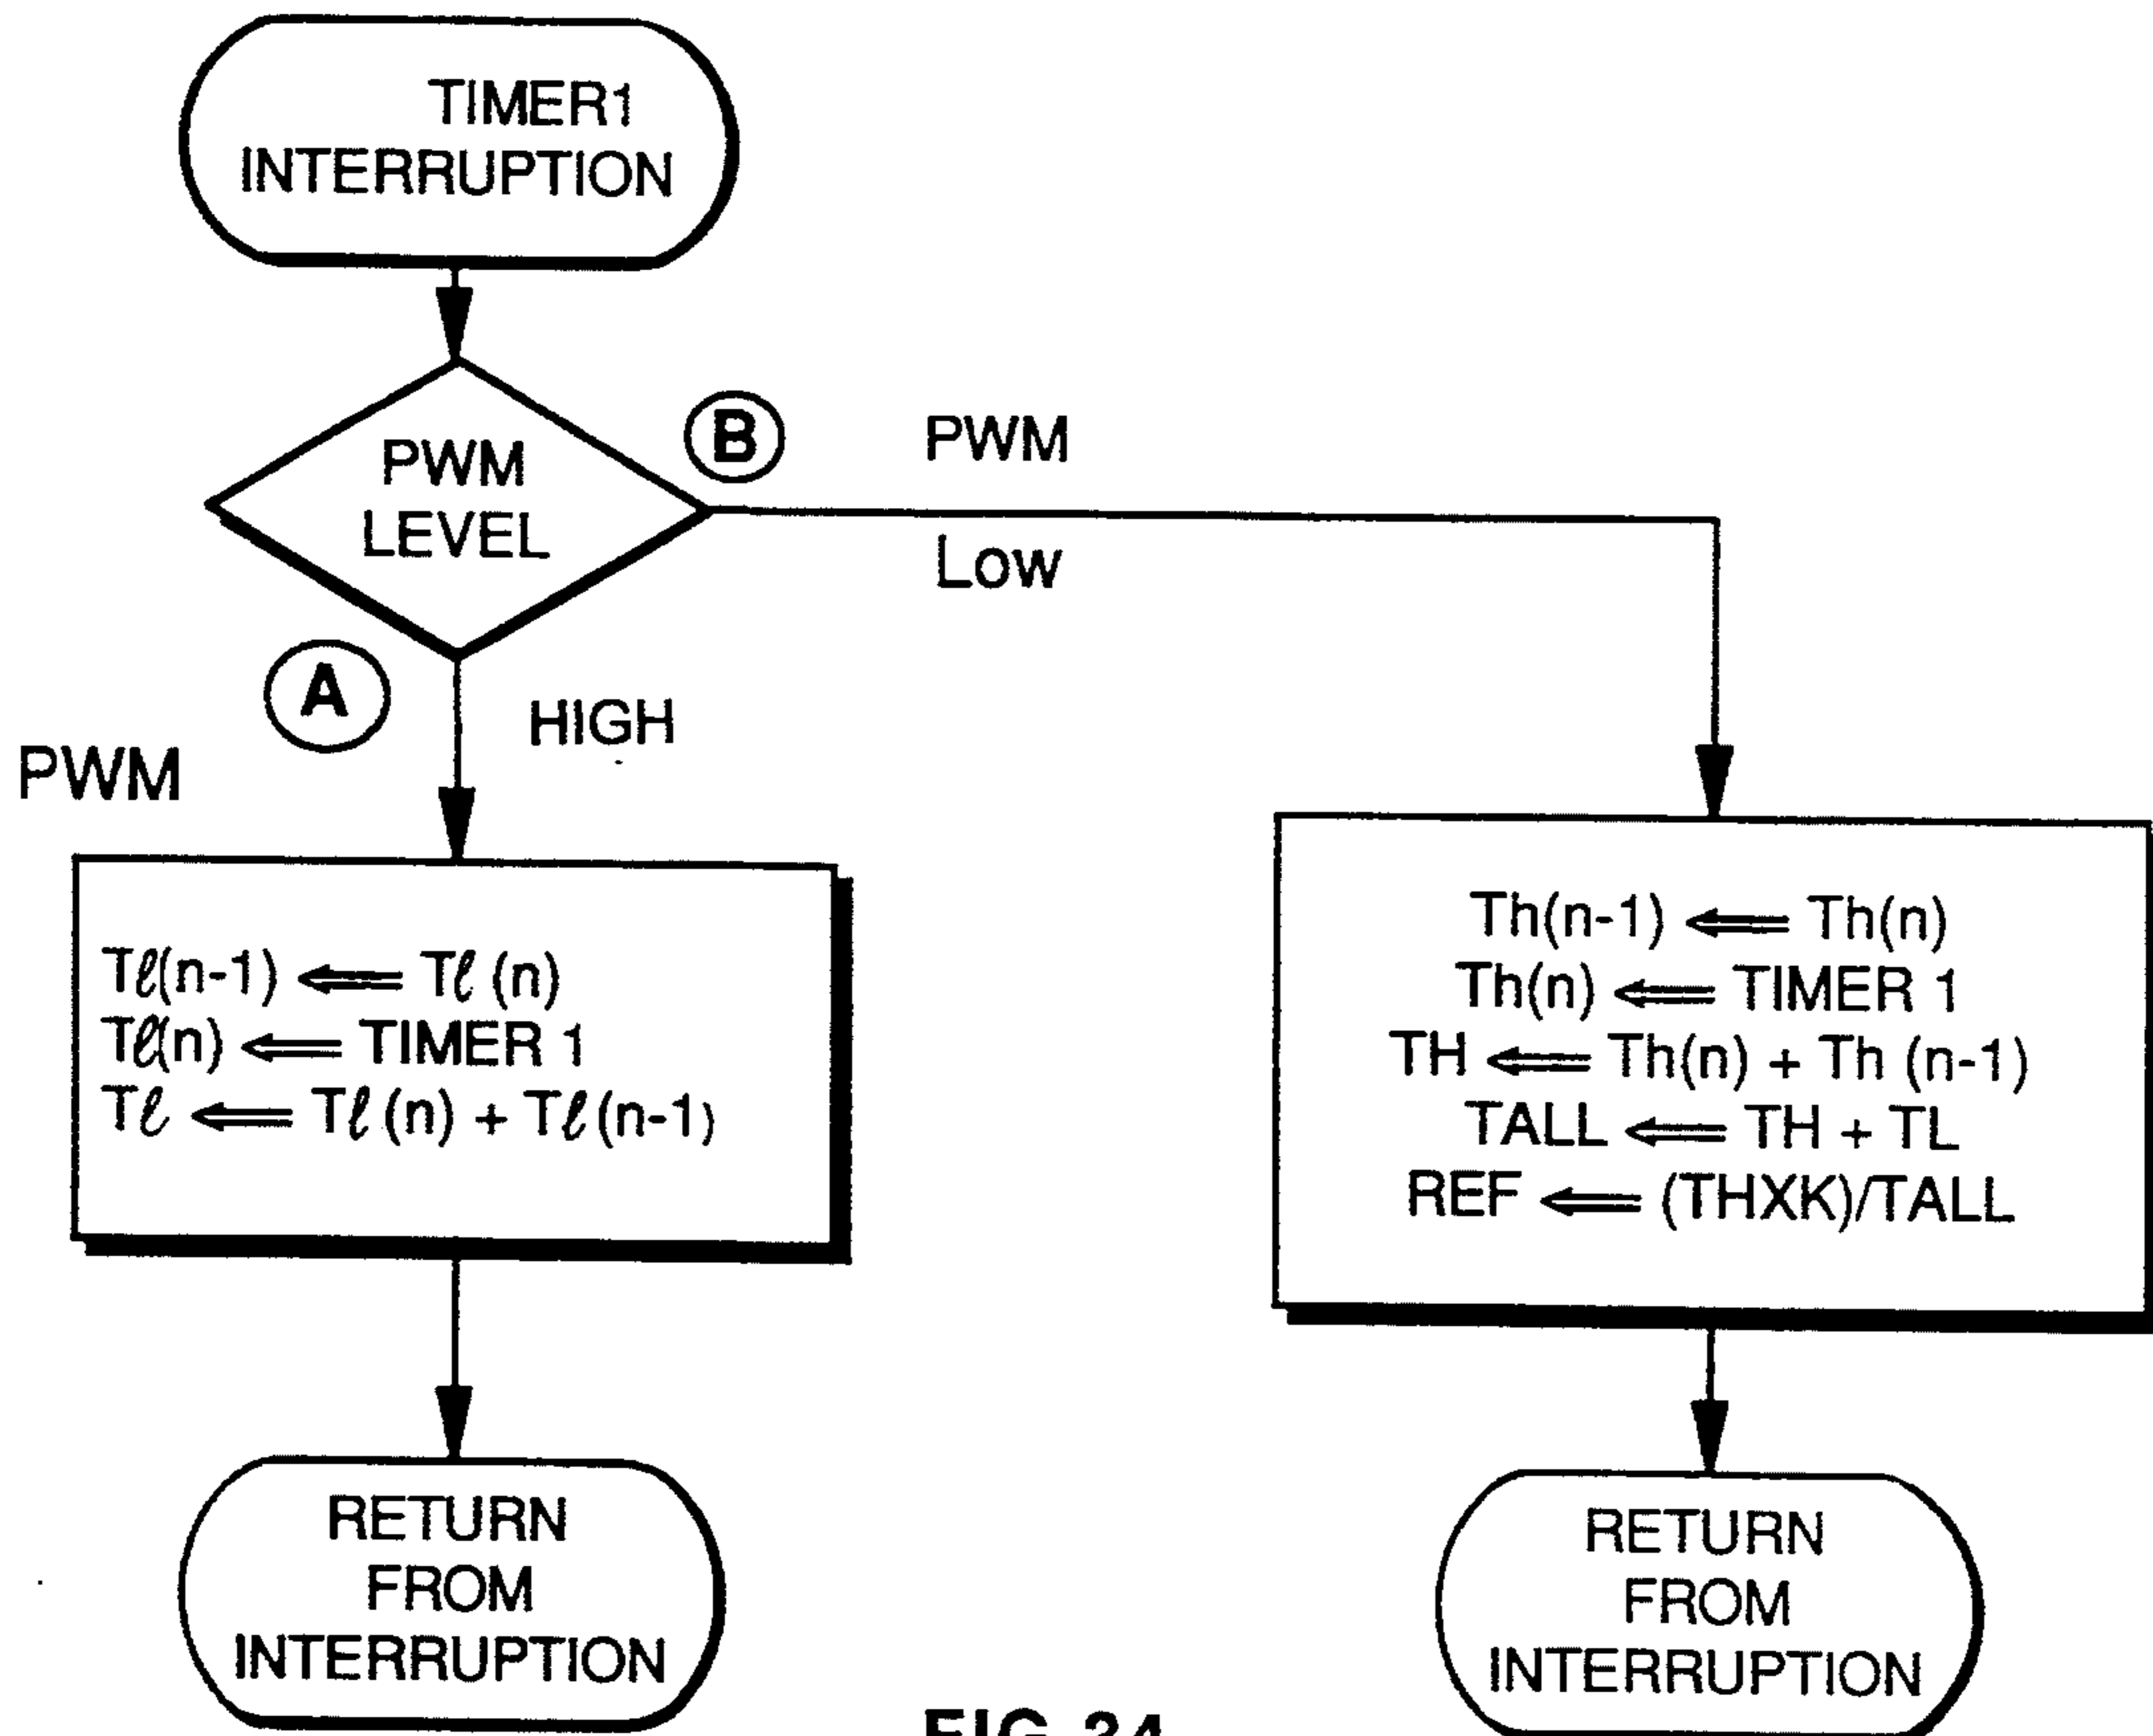 TIMER1
INTERRUPTION
PWM
LEVEL
B
PWM
Low
A
HIGH
PWM
Tℓ(n-1) ⟸ Tℓ (n)
Tℓ(n) ⟸ TIMER 1
Tℓ ⟸ Tℓ (n) + Tℓ (n-1)
Th(n-1) ⟸ Th(n)
Th(n) ⟸ TIMER 1
TH ⟸ Th(n) + Th (n-1)
TALL ⟸ TH + TL
REF ⟸ (THXK)/TALL
RETURN
FROM
INTERRUPTION
RETURN
FROM
INTERRUPTION